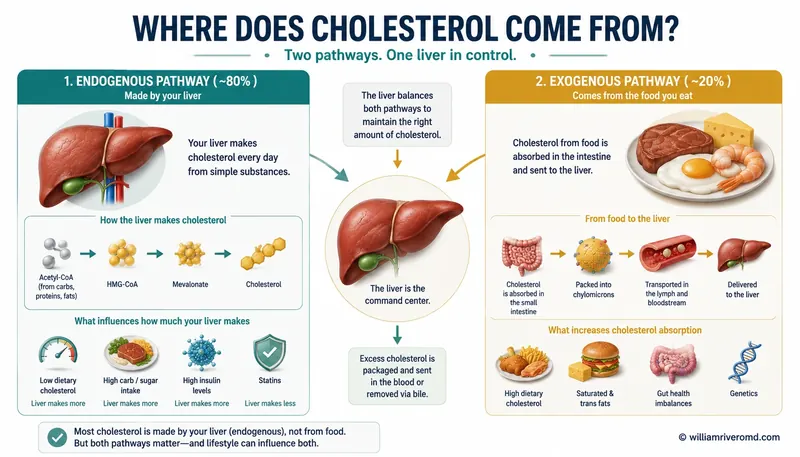 WHERE DOES CHOLESTEROL COME FROM?
Two pathways. One liver in control.
1. ENDOGENOUS PATHWAY (~80%)
Made by your liver
Your liver makes
cholesterol every day
from simple substances.
How the liver makes cholesterol
Acetyl-CoA
(from carbs,
proteins, fats)
HMG-CoA
Mevalonate
Cholesterol
What influences how much your liver makes
Low dietary
cholesterol
Liver makes more
High carb / sugar
intake
Liver makes more
High insulin
levels
Liver makes more
Statins
Liver makes less
The liver balances
both pathways to
maintain the right
amount of cholesterol.
The liver is the
command center.
Excess cholesterol is
packaged and sent
in the blood or
removed via bile.
2. EXOGENOUS PATHWAY (~20%)
Comes from the food you eat
Cholesterol from food is
absorbed in the intestine
and sent to the liver.
From food to the liver
Cholesterol
is absorbed in
the small
intestine
Packed into
chylomicrons
Transported in
the lymph and
bloodstream
Delivered
to the liver
What increases cholesterol absorption
High dietary
cholesterol
Saturated &
trans fats
Gut health
imbalances
Genetics
Most cholesterol is made by your liver (endogenous), not from food.
But both pathways matter—and lifestyle can influence both.
© williamriveromd.com